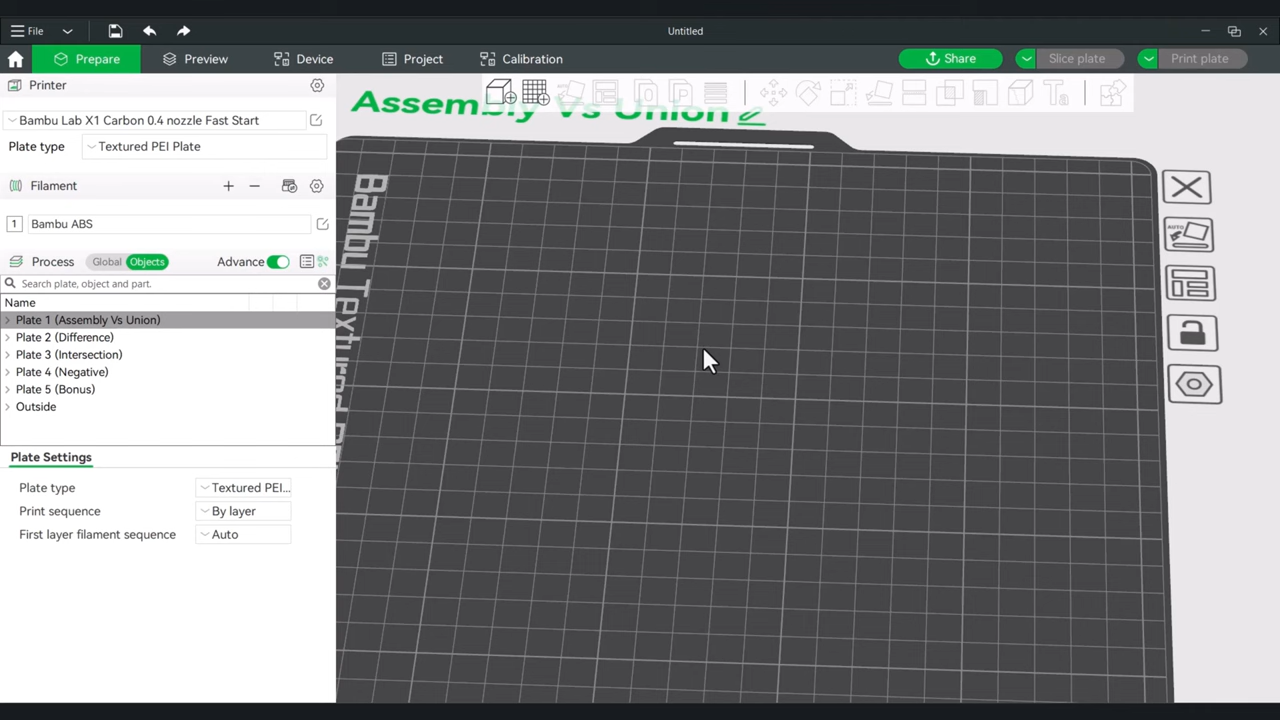 File
Untitled
Prepare
Preview
Device
Project
Calibration
Share
Slice plate
Print plate
Printer
Bambu Lab X1 Carbon 0.4 nozzle Fast Start
Plate type
Textured PEI Plate
Filament
1
Bambu ABS
Process
Global
Objects
Advance
Search plate, object and part.
Name
Plate 1 (Assembly Vs Union)
Plate 2 (Difference)
Plate 3 (Intersection)
Plate 4 (Negative)
Plate 5 (Bonus)
Outside
Plate Settings
Plate type
Textured PEI...
Print sequence
By layer
First layer filament sequence
Auto
Assembly Vs Union
Bambu Textured
AUTO